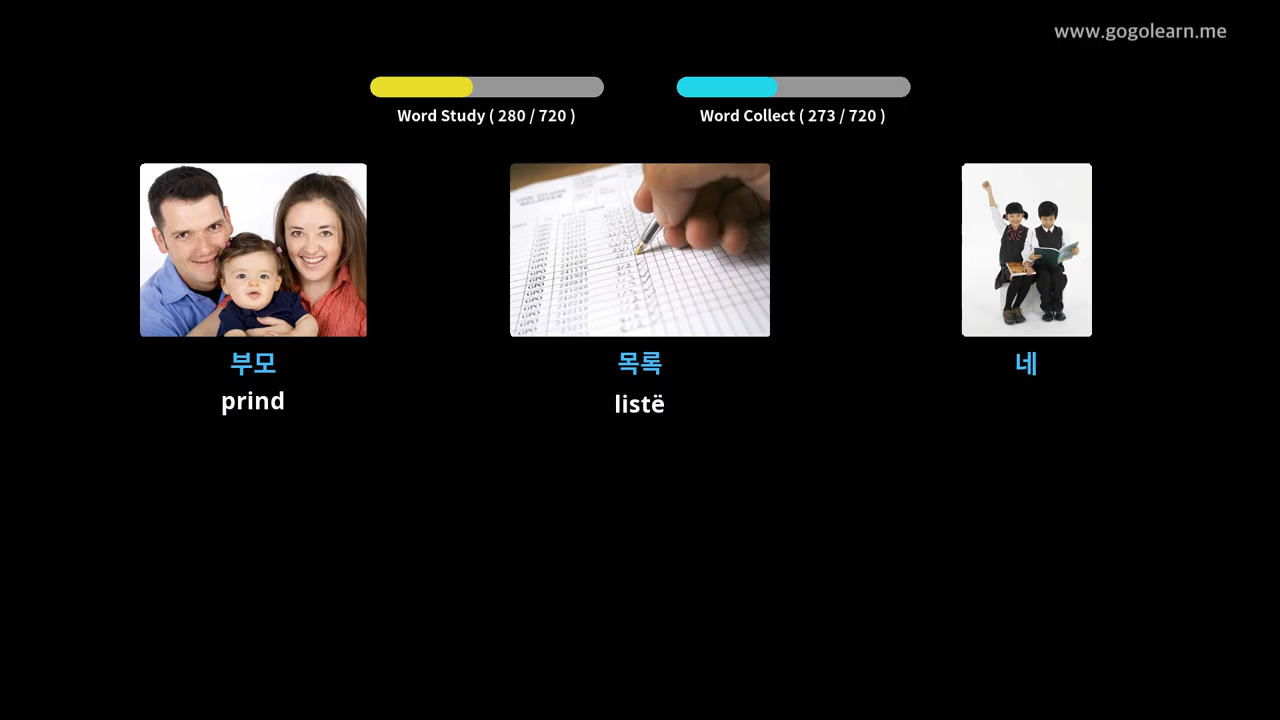 www.gogolearn.me
Word Study ( 280 / 720 )
Word Collect ( 273 / 720 )
부모
목록
네
prind
listë